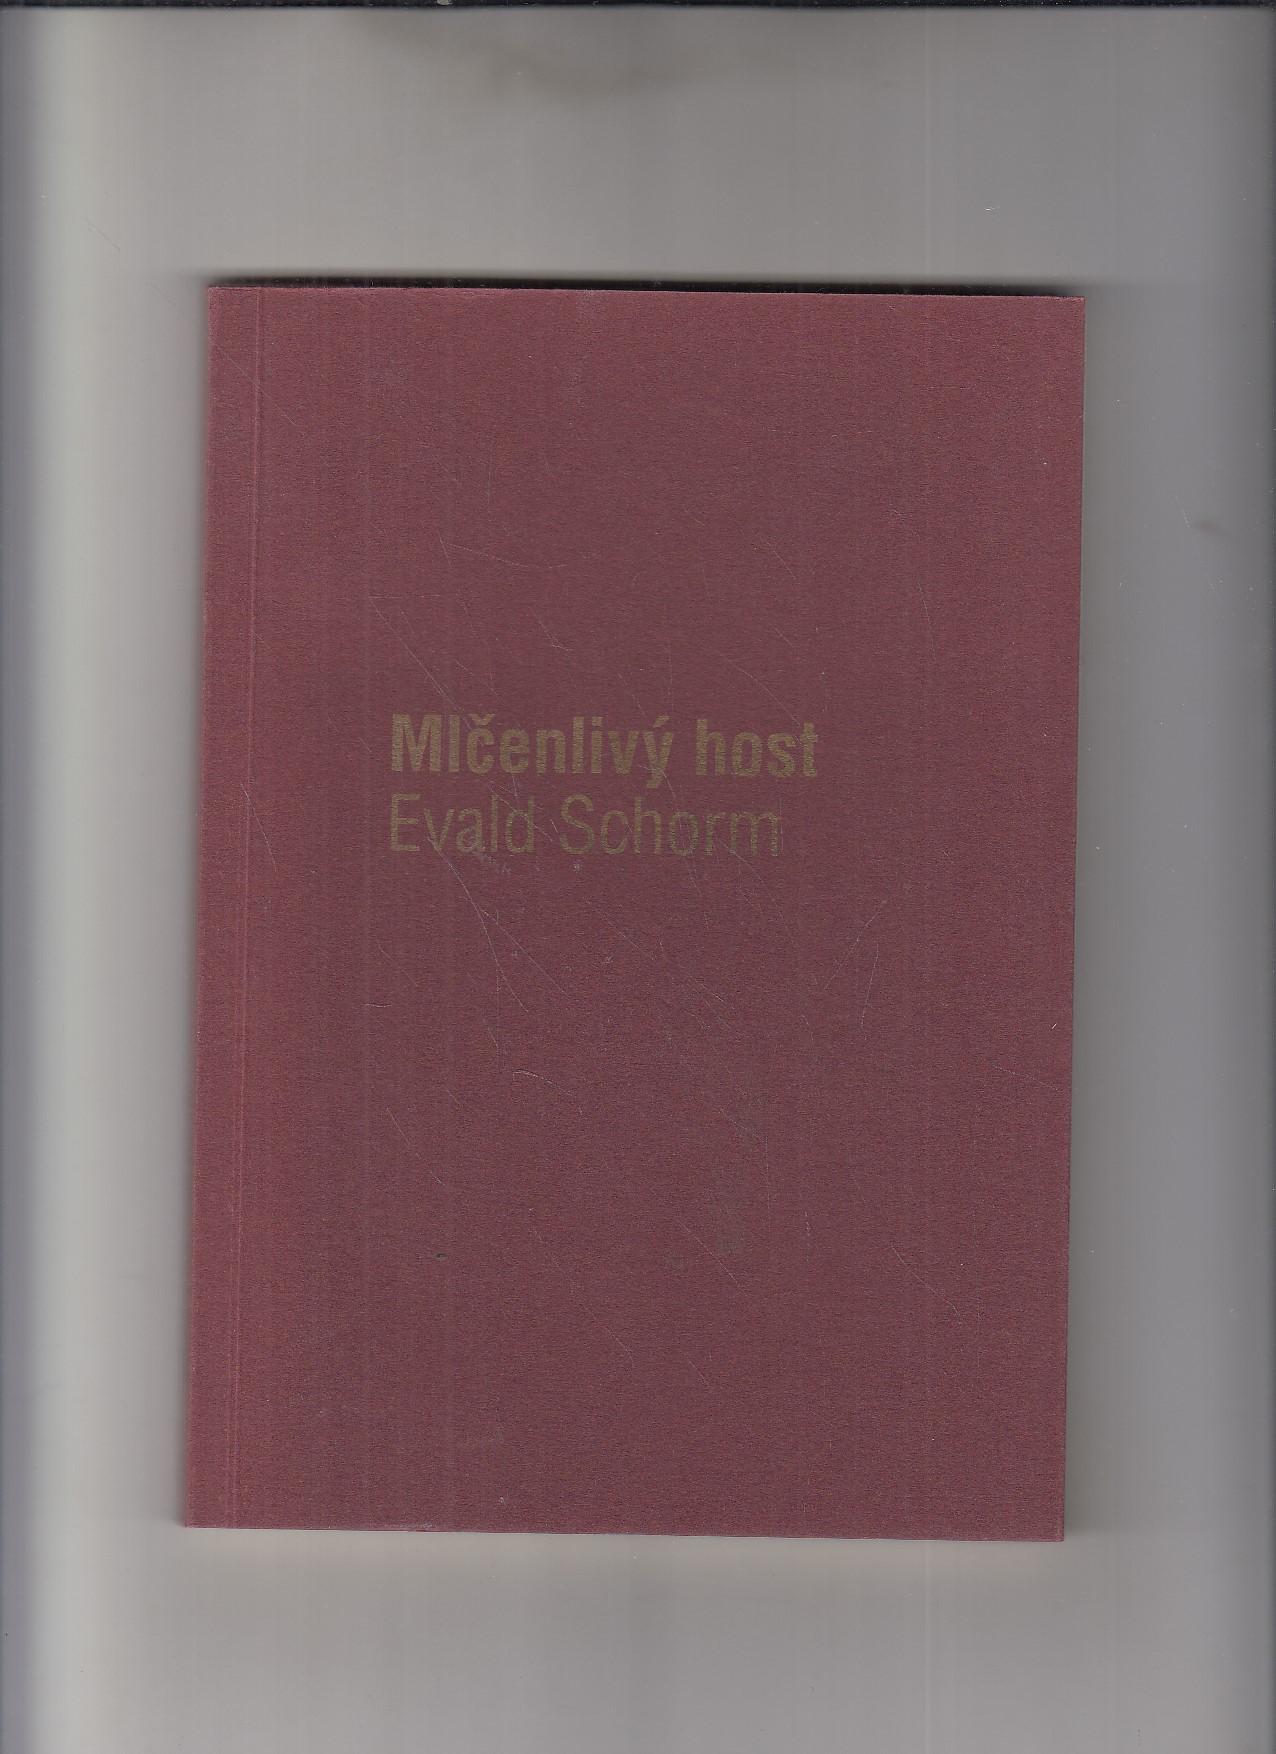 Mlčenlivý host
Evald Schorm